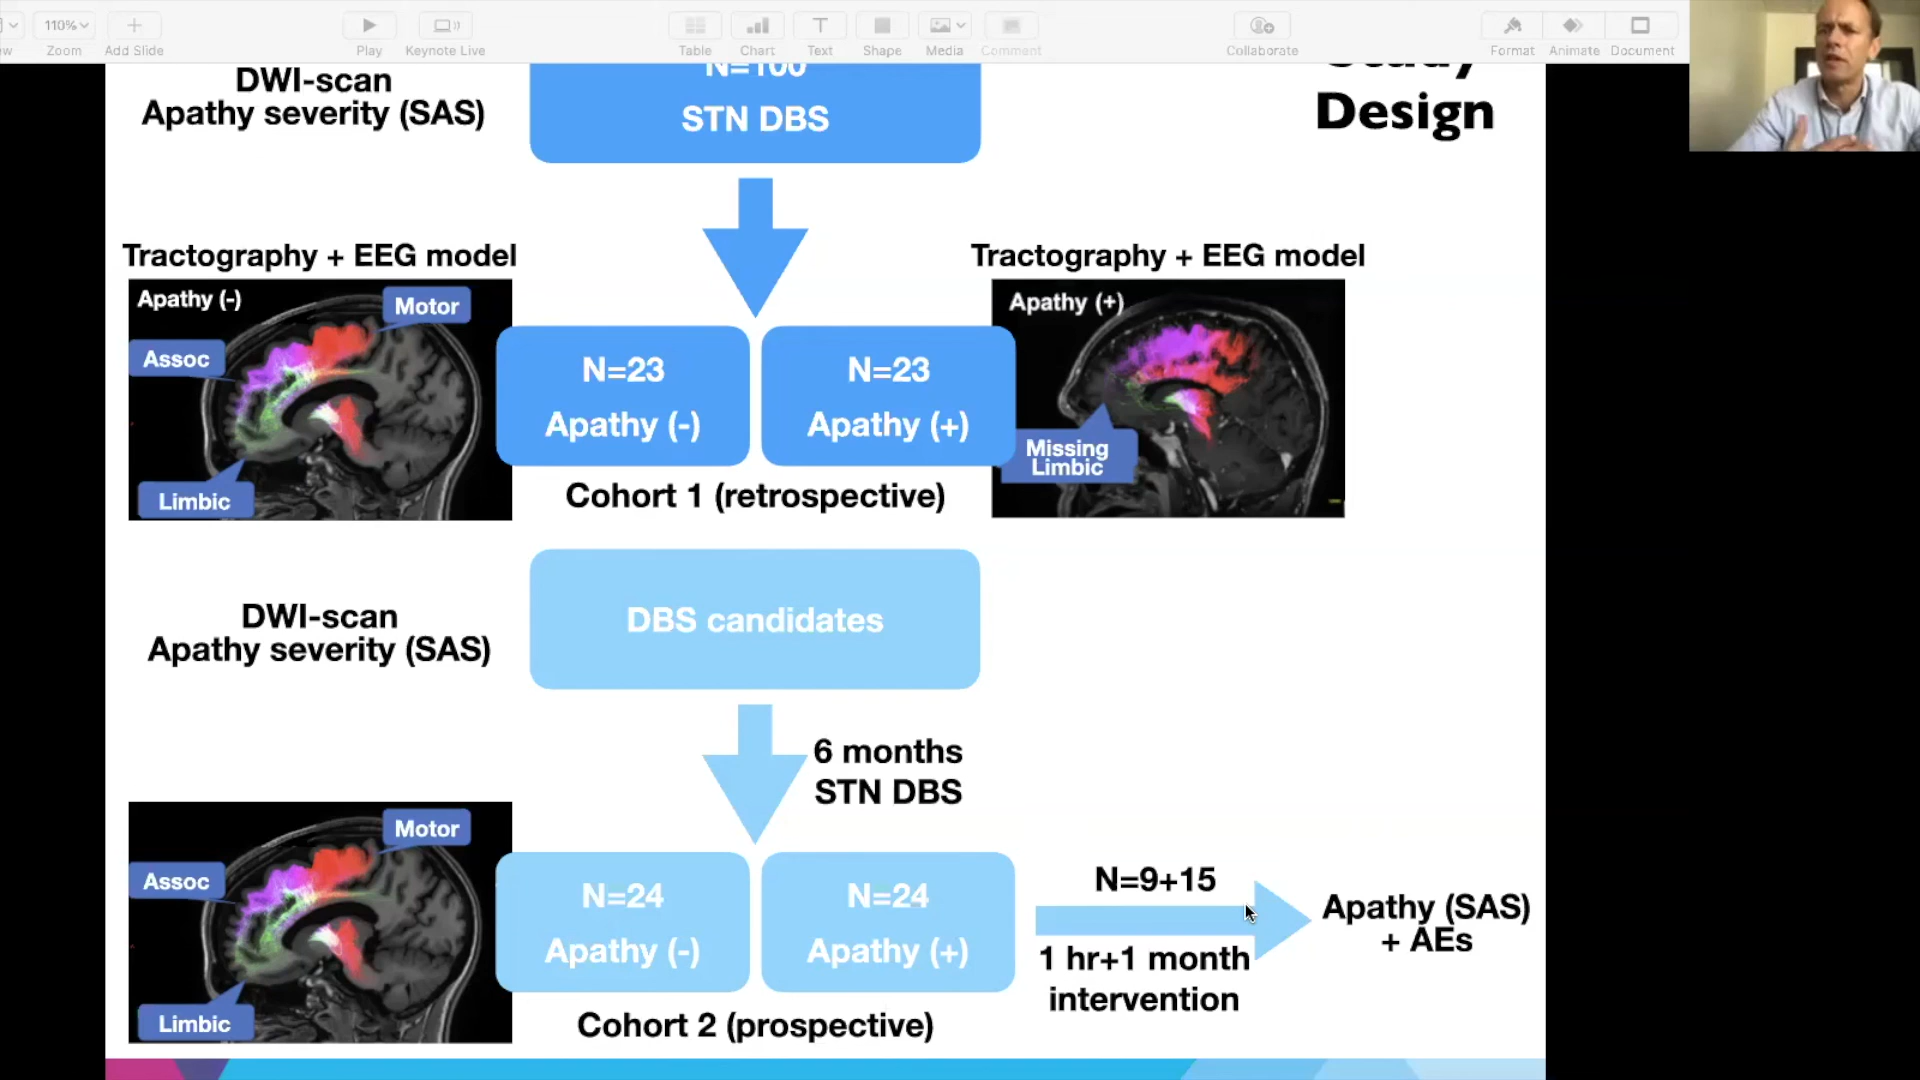 110%
Zoom
Add Slide
Play
Keynote Live
Table
Chart
Text
Shape
Media
Comment
Collaborate
Format
Animate
Document
DWI-scan
Apathy severity (SAS)
N=100
STN DBS
Study
Design
Tractography + EEG model
Apathy (-)
Motor
Assoc
Limbic
N=23
Apathy (-)
N=23
Apathy (+)
Cohort 1 (retrospective)
Tractography + EEG model
Apathy (+)
Missing
Limbic
DWI-scan
Apathy severity (SAS)
DBS candidates
6 months
STN DBS
Motor
Assoc
Limbic
N=24
Apathy (-)
N=24
Apathy (+)
Cohort 2 (prospective)
N=9+15
1 hr+1 month
intervention
Apathy (SAS)
+ AEs